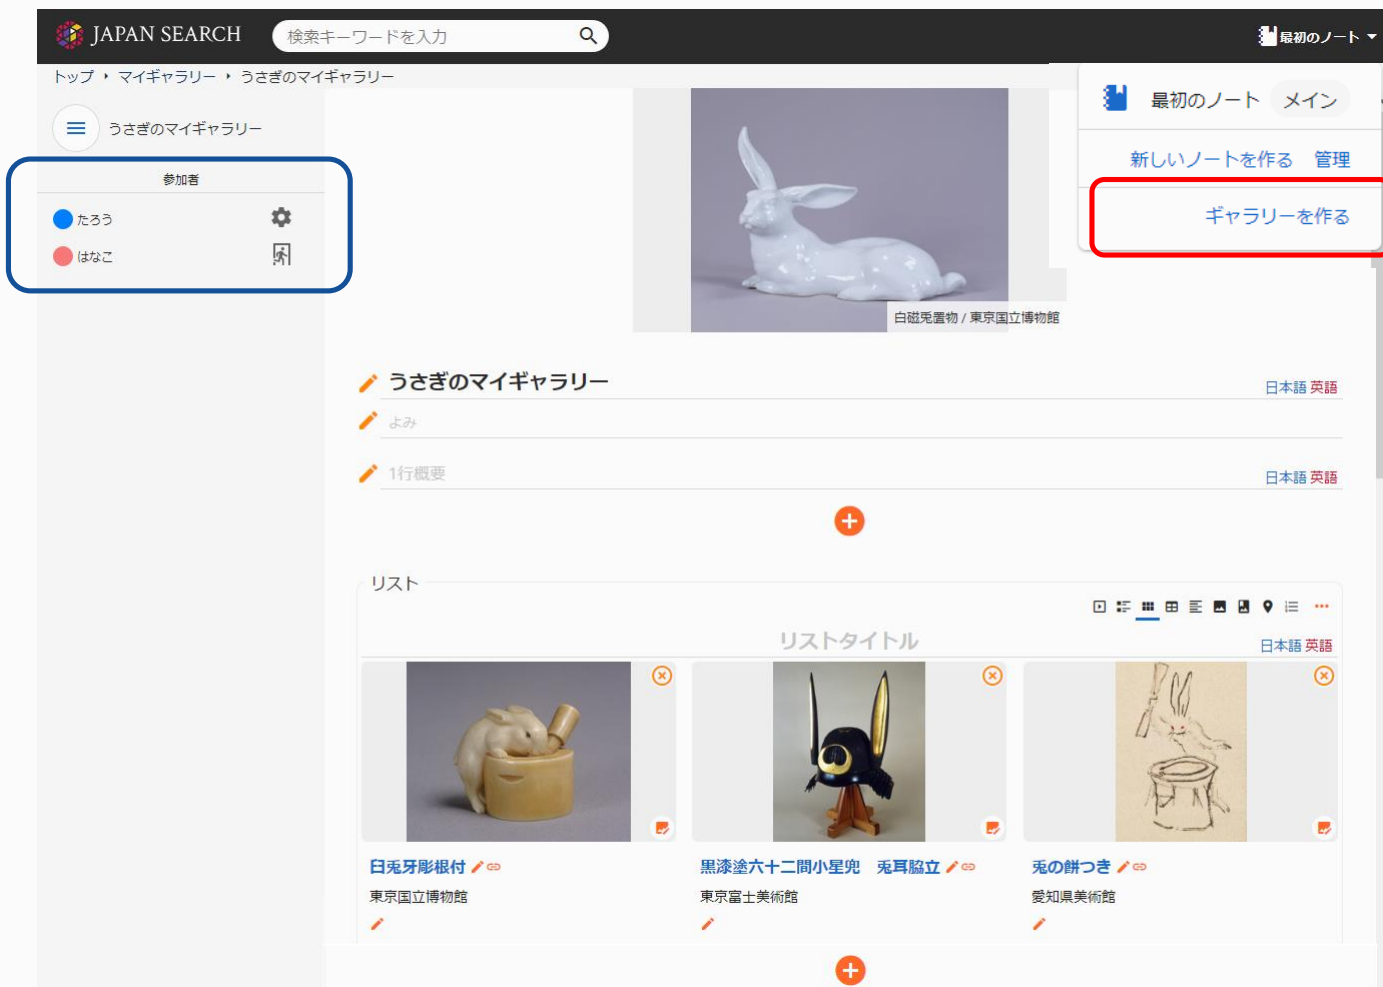 JAPAN SEARCH
検索キーワードを入力
最初のノート
トップ ・ マイギャラリー ・ うさぎのマイギャラリー
最初のノート メイン
うさぎのマイギャラリー
新しいノートを作る 管理
参加者
ギャラリーを作る
たろう
はなこ
白磁兎置物 / 東京国立博物館
うさぎのマイギャラリー
日本語 英語
よみ
1行概要
日本語 英語
リスト
リストタイトル
日本語 英語
臼兎牙彫根付
東京国立博物館
黒漆塗六十二間小星兜 兎耳脇立
東京富士美術館
兎の餅つき
愛知県美術館